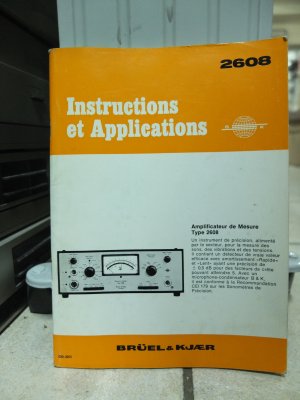 2608
Instructions
et Applications
B K
Amplificateur de Mesure
Type 2608
Un instrument de précision, alimenté
par le secteur, pour la mesure des
sons, des vibrations et des tensions.
Il contient un détecteur de vraie valeur
efficace avec amortissement «Rapide»
et «Lent» ayant une précision de
± 0,5 dB pour des facteurs de crête
pouvant atteindre 5. Avec un
microphone-condensateur B & K,
il est conforme à la Recommandation
CEI 179 sur les Sonomètres de
Précision.
BRÜEL & KJÆR